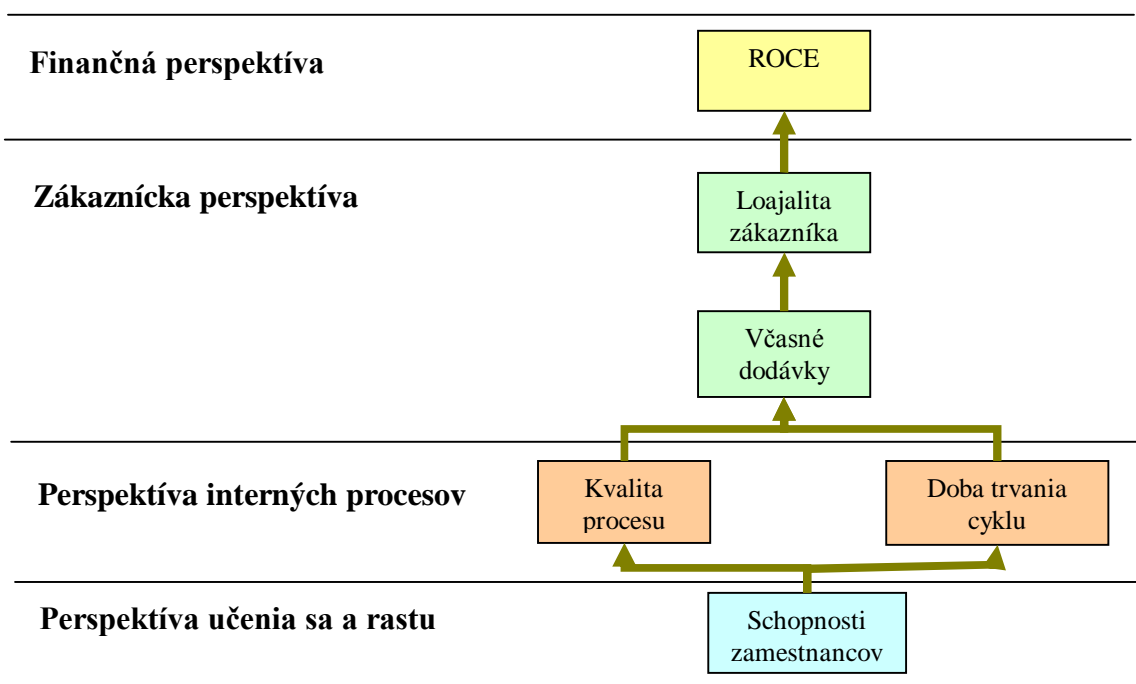 Finančná perspektíva
ROCE
Zákaznícka perspektíva
Loajalita
zákazníka
Včasné
dodávky
Perspektíva interných procesov
Kvalita
procesu
Doba trvania
cyklu
Perspektíva učenia sa a rastu
Schopnosti
zamestnancov